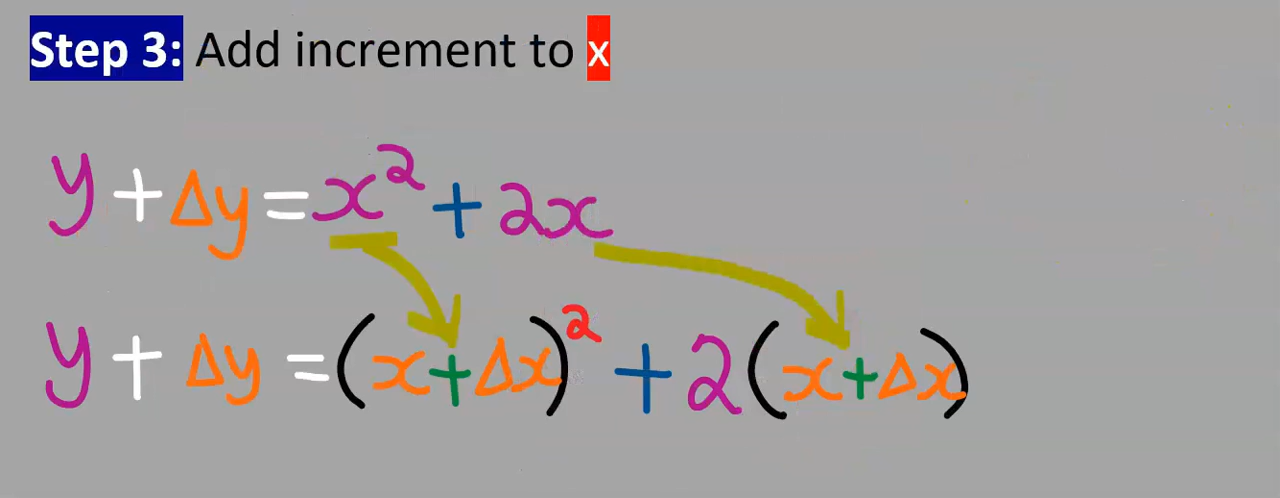 Step 3: Add increment to x
y + Δy = x² + 2x
y + Δy = (x + Δx)² + 2(x + Δx)